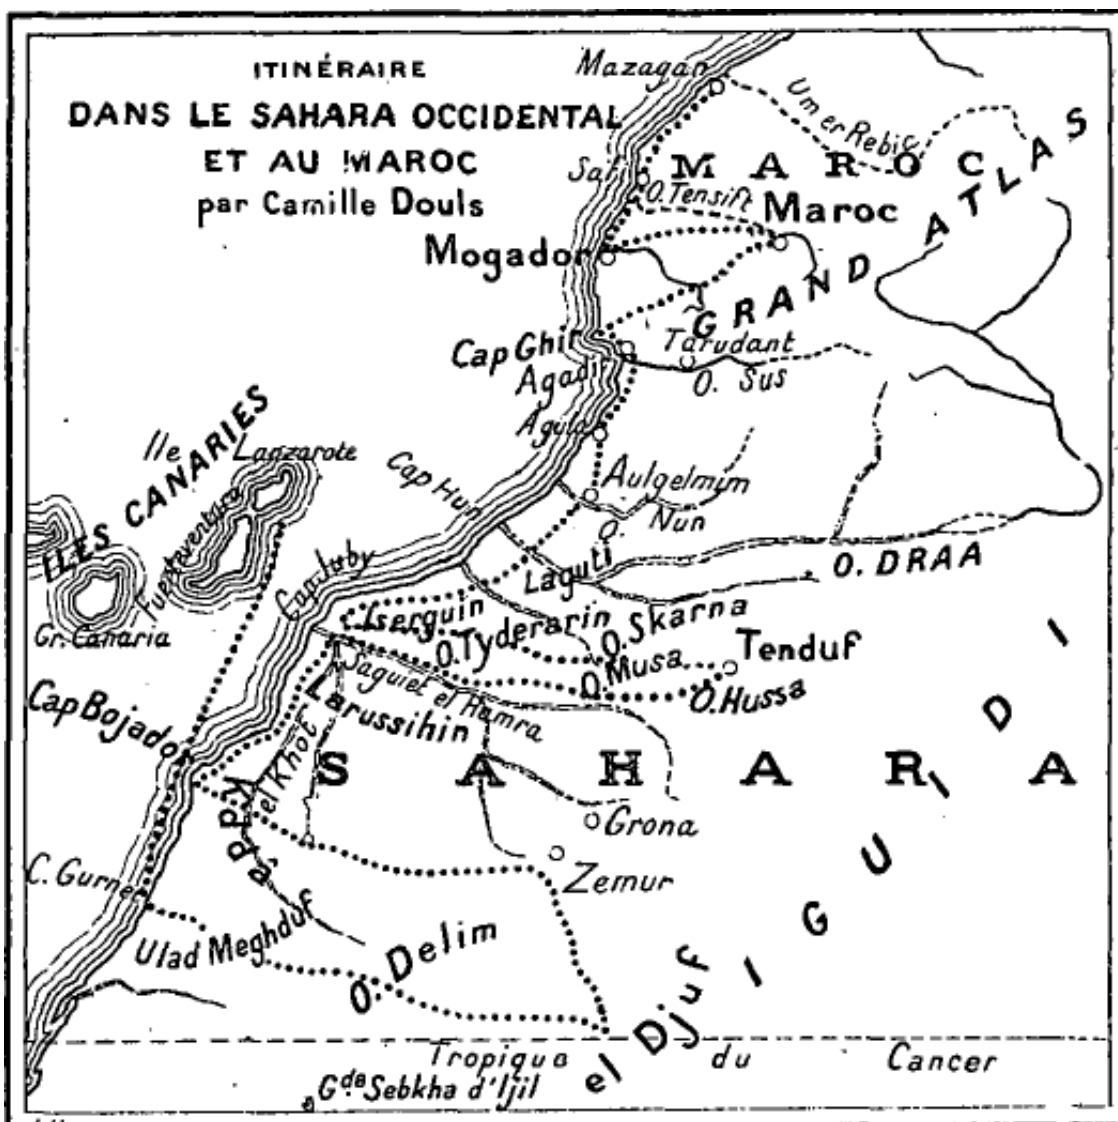 ITINÉRAIRE
DANS LE SAHARA OCCIDENTAL
ET AU MAROC
par Camille Douls
Mazagan
Um er Rebia
MAROC
Safi
O. Tensift
Maroc
Mogador
GRAND ATLAS
Cap Ghir
Agadir
Tarudant
O. Sus
Agula
ILES CANARIES
Ile
Lanzarote
Fuerteventura
Gr. Canaria
Cap Nun
Aulgelmim
O. Nun
Cap Juby
Laguti
O. DRAA
Iserguin
O. Tyderarin
O. Skarna
O. Musa
Tenduf
O. Hussa
Saguiet el Hamra
Larussihin
Cap Bojador
el Khot
SAHARA
Grona
Zemur
C. Gurnet
Ulad Meghduf
O. Delim
IGUIDI
el Djuf
Tropique du Cancer
Gde Sebkha d'Ijil